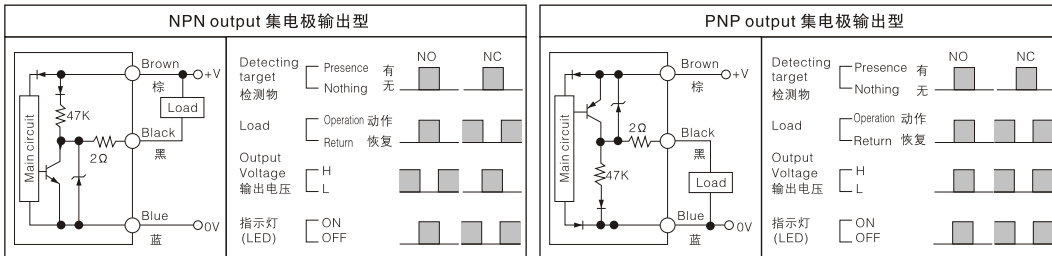 NPN output 集电极输出型
Brown
棕
+V
Load
47K
Black
黑
2Ω
Main circuit
Blue
蓝
0V
NO NC
Detecting target 检测物
Presence 有
Nothing 无
Load
Operation 动作
Return 恢复
Output Voltage 输出电压
H
L
指示灯 (LED)
ON
OFF
PNP output 集电极输出型
Brown
棕
+V
Main circuit
2Ω
Black
黑
47K
Load
Blue
蓝
0V
NO NC
Detecting target 检测物
Presence 有
Nothing 无
Load
Operation 动作
Return 恢复
Output Voltage 输出电压
H
L
指示灯 (LED)
ON
OFF